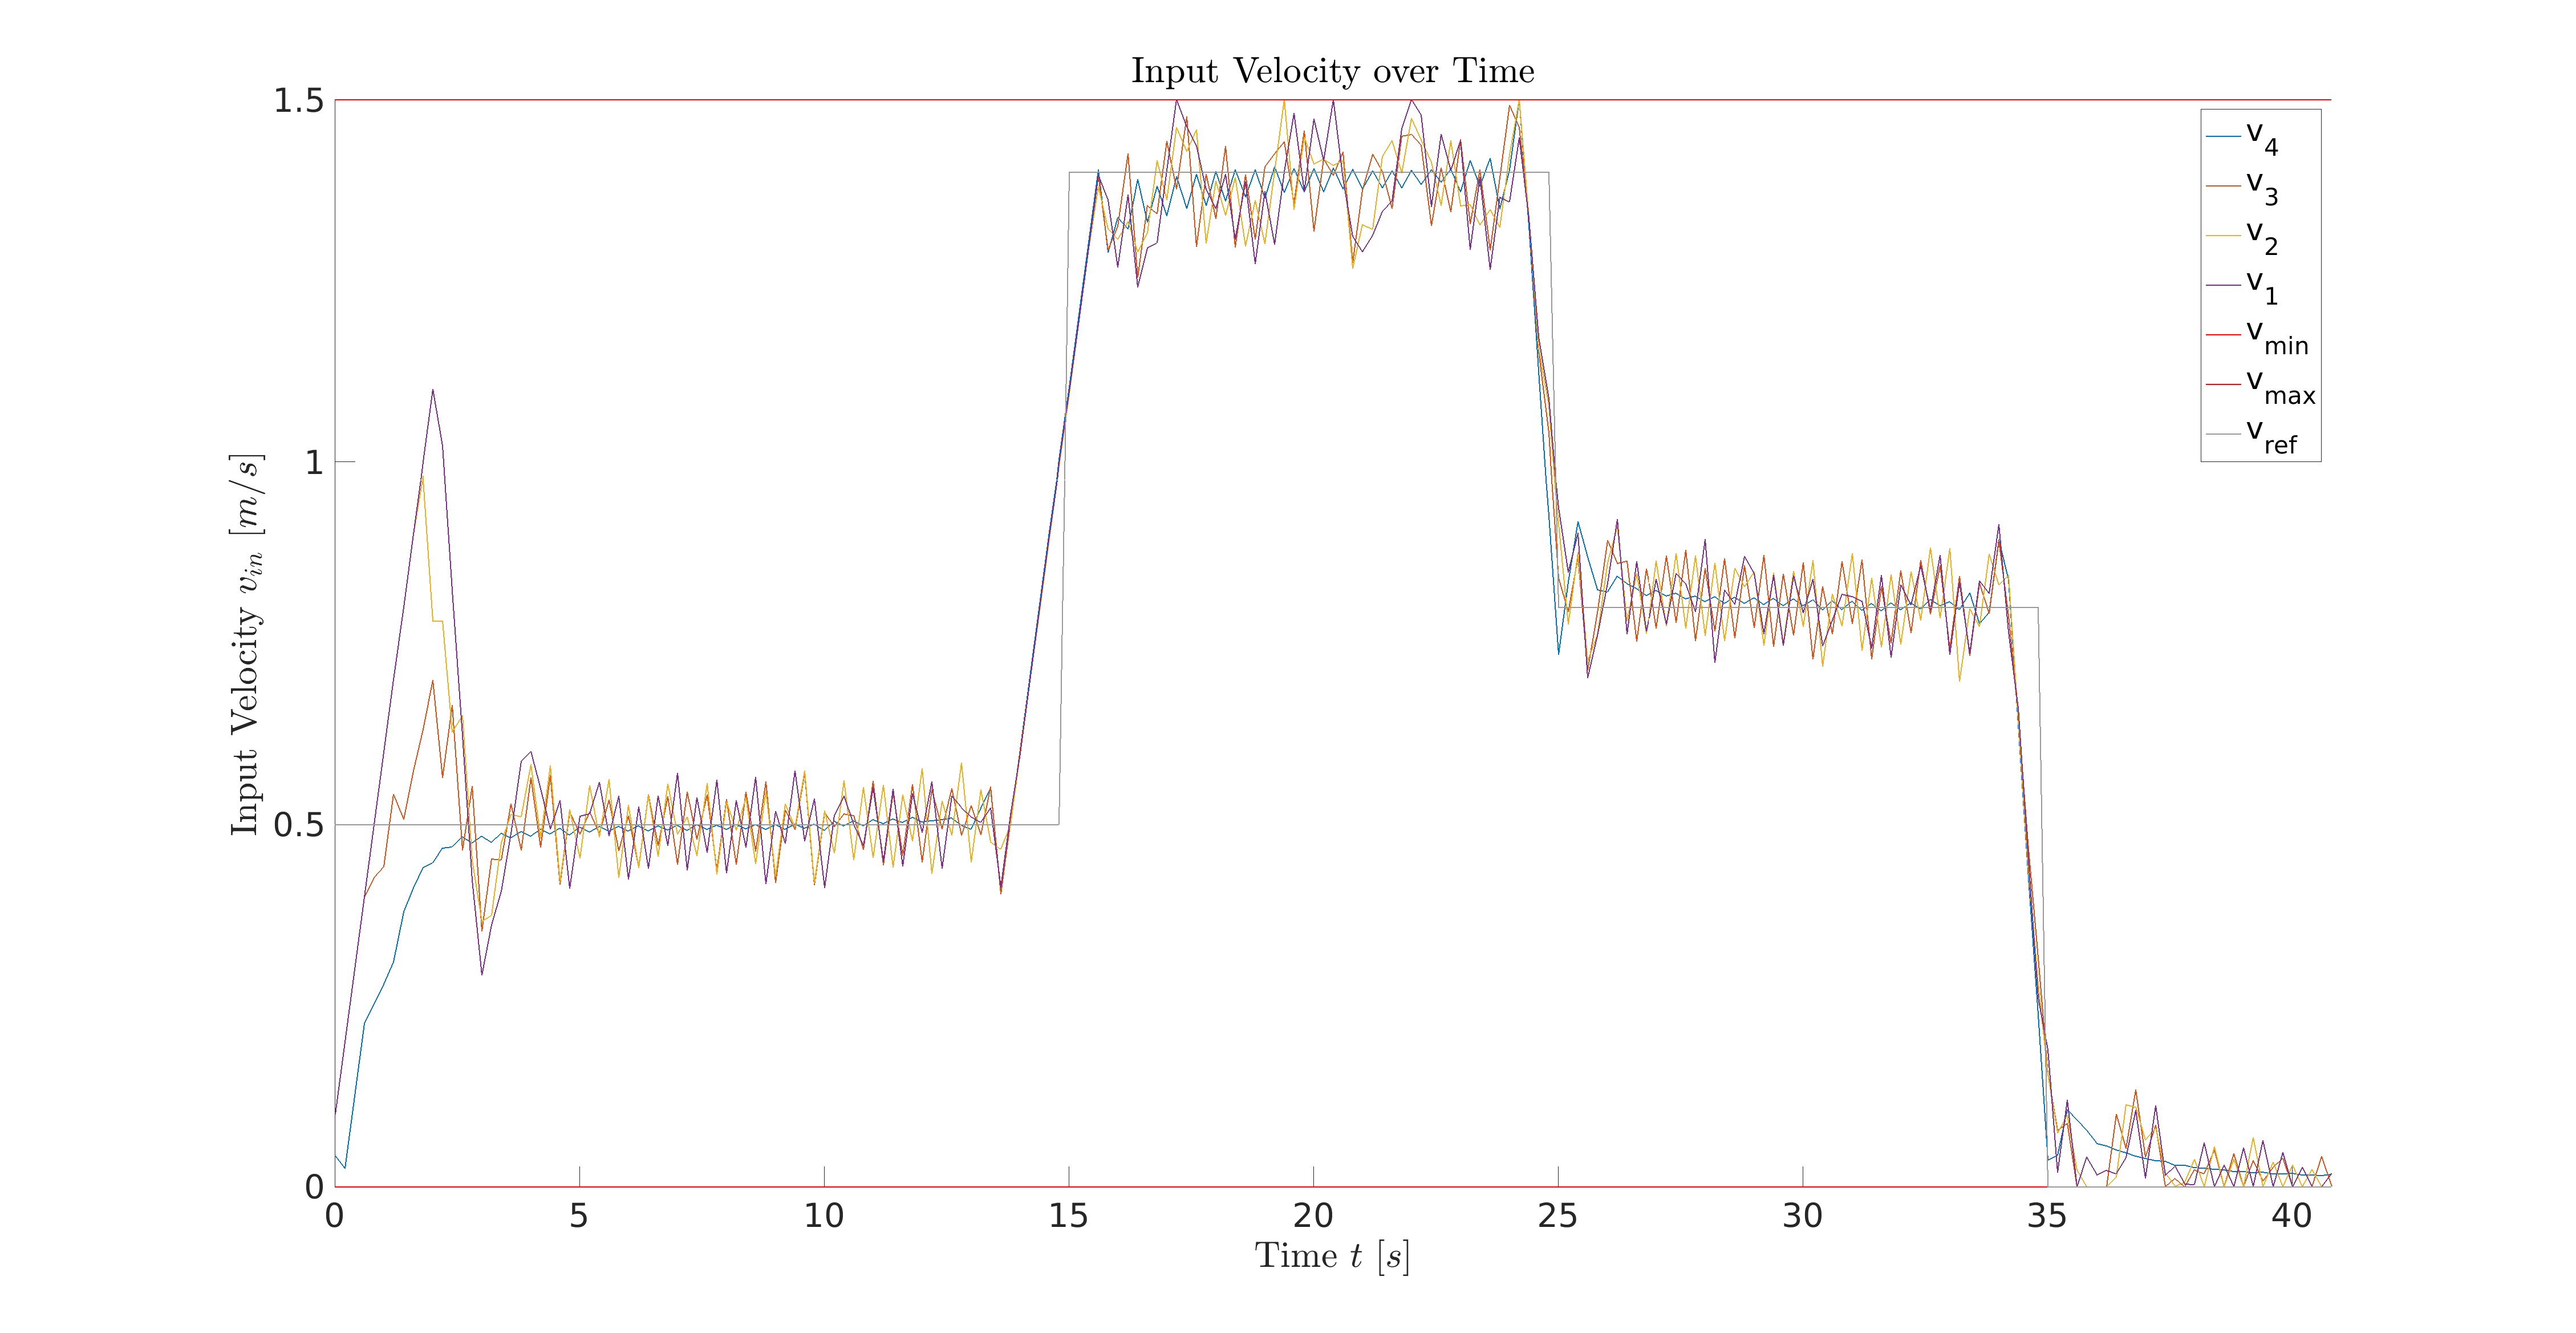 Input Velocity over Time
1.5
1
0.5
0
Input Velocity v_in [m/s]
0 5 10 15 20 25 30 35 40
Time t [s]
v_4
v_3
v_2
v_1
v_min
v_max
v_ref